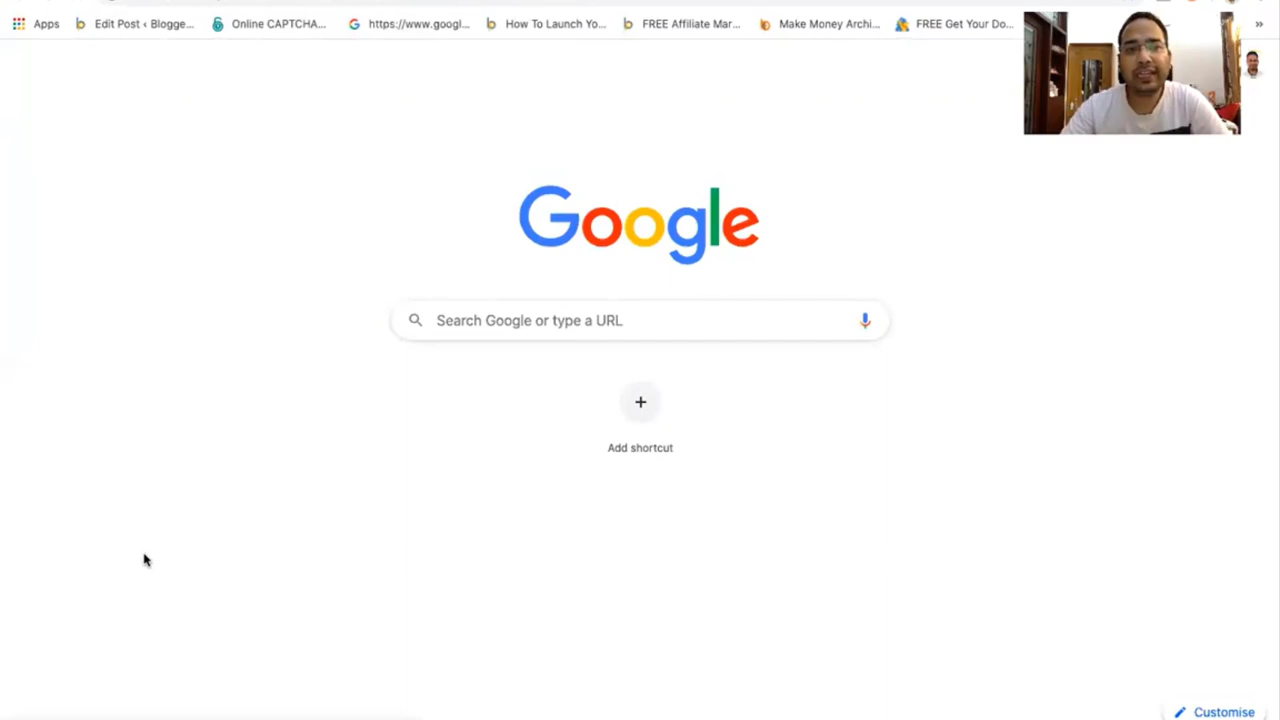 Apps Edit Post ‹ Blogge... Online CAPTCHA... https://www.googl... How To Launch Yo... FREE Affiliate Mar... Make Money Archi... FREE Get Your Do... »
Google
Search Google or type a URL
Add shortcut
Customise